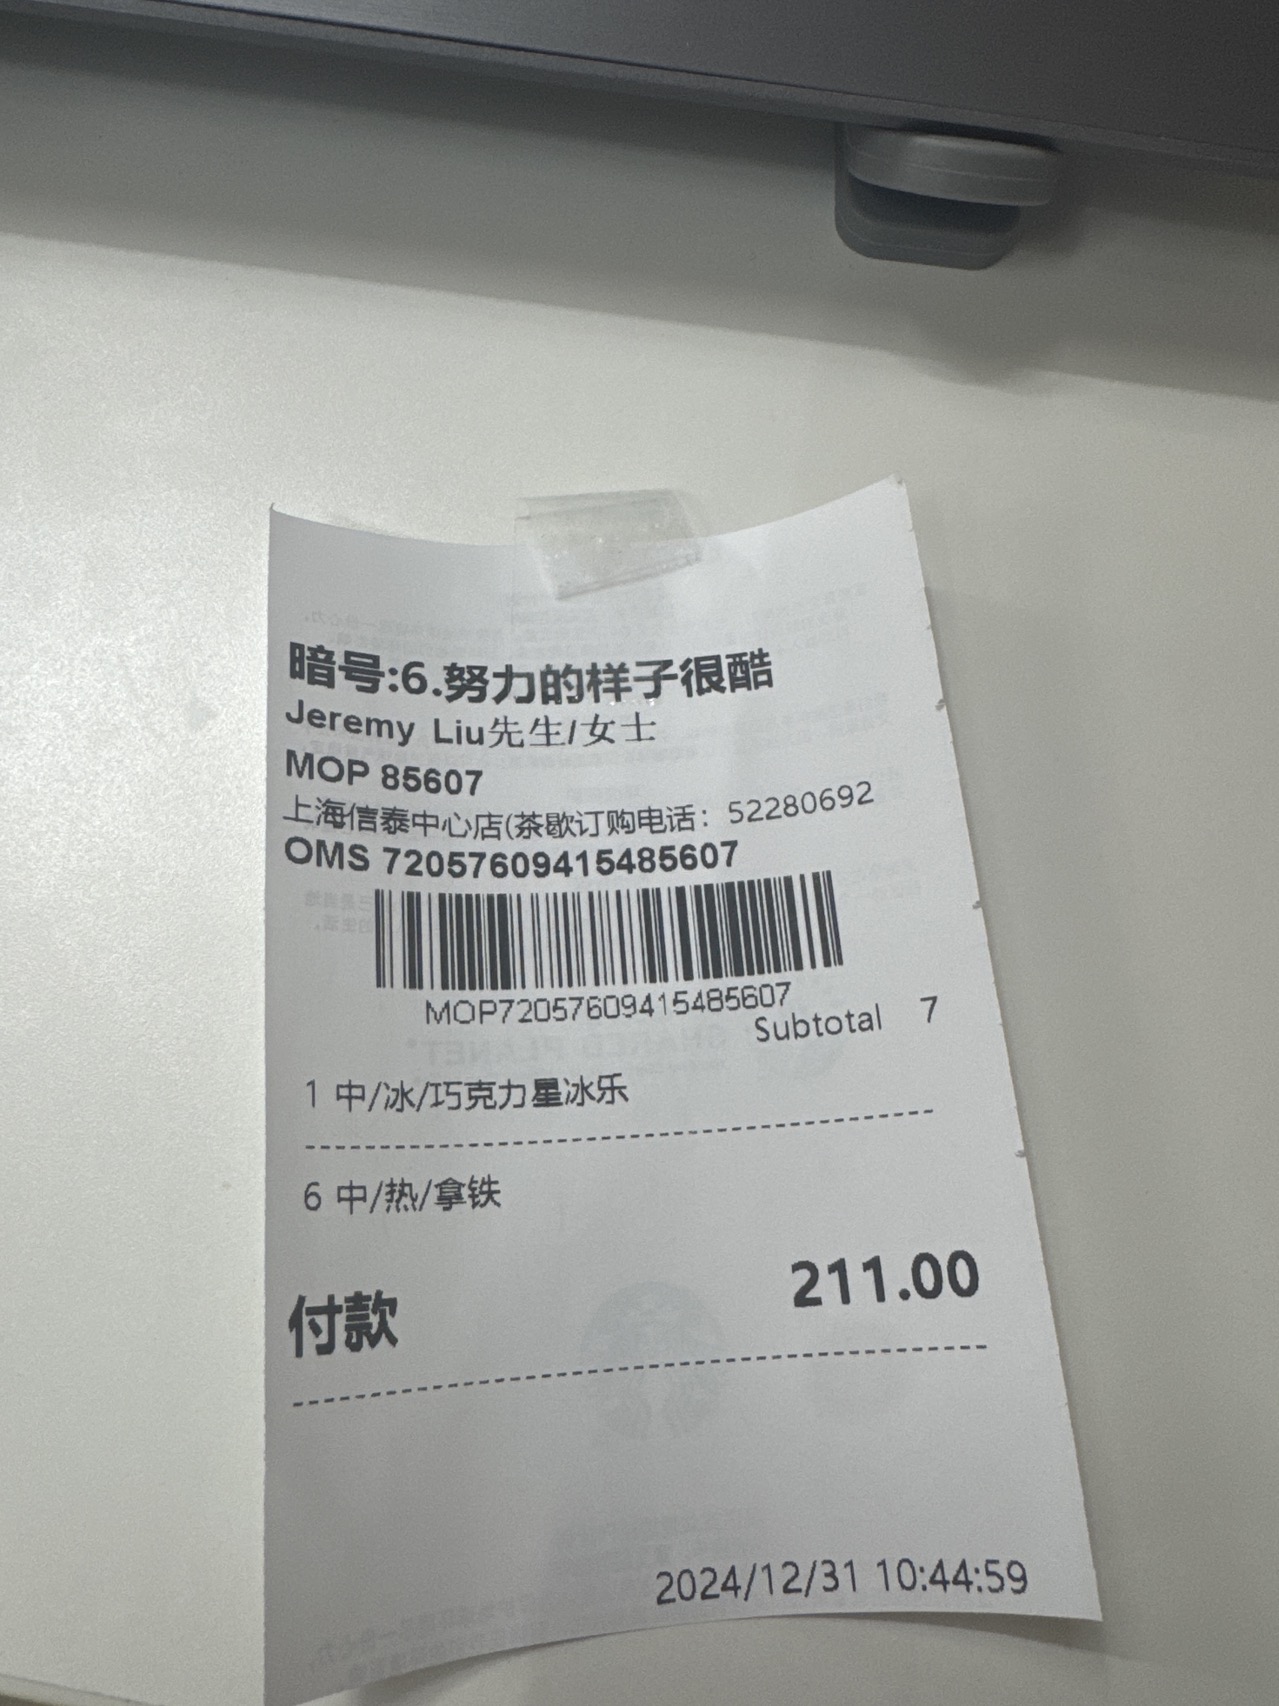 暗号:6.努力的样子很酷
Jeremy Liu先生/女士
MOP 85607
上海信泰中心店(茶歇订购电话：52280692
OMS 72057609415485607
MOP72057609415485607
Subtotal 7
1 中/冰/巧克力星冰乐
6 中/热/拿铁
付款 211.00
2024/12/31 10:44:59